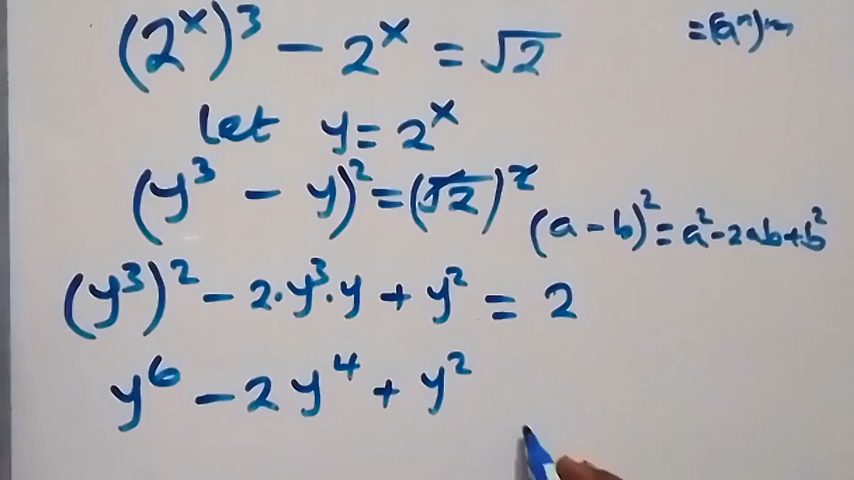 (2^x)^3 - 2^x = √2
=(a^n)^m
let y = 2^x
(y^3 - y)^2 = (√2)^2
(a - b)^2 = a^2 - 2ab + b^2
(y^3)^2 - 2·y^3·y + y^2 = 2
y^6 - 2y^4 + y^2